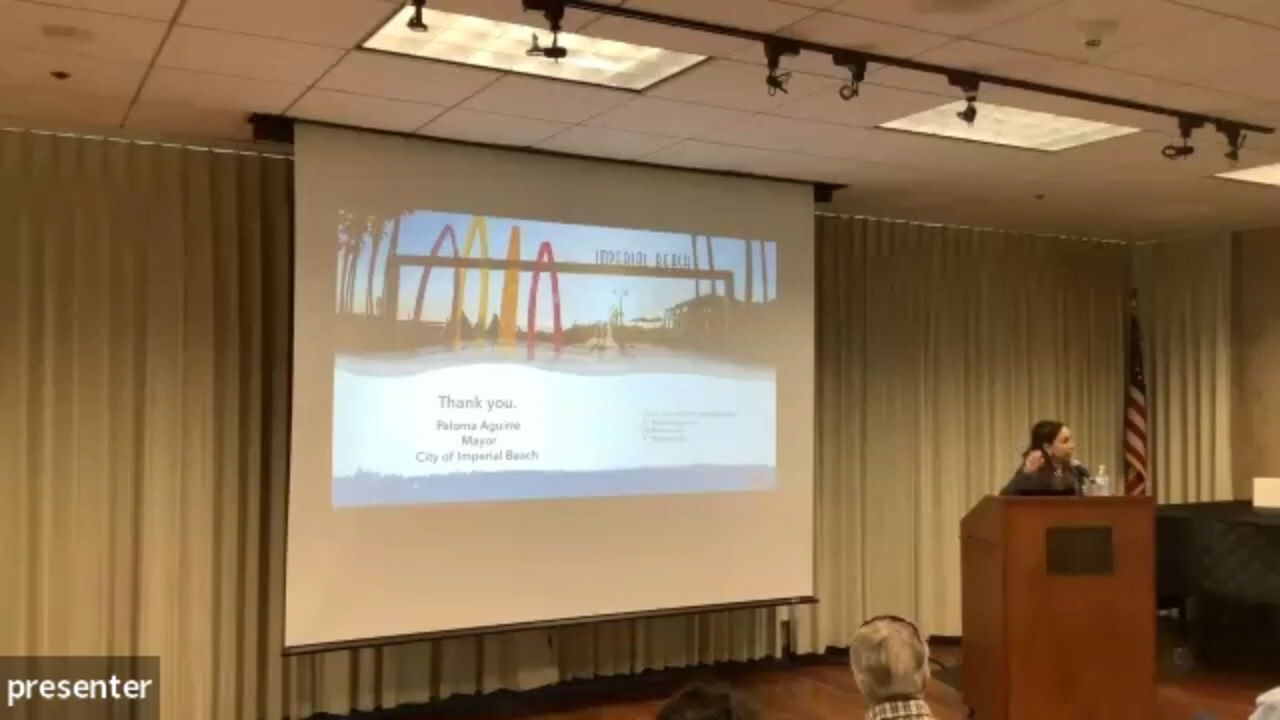 IMPERIAL BEACH
Thank you.
Paloma Aguirre
Mayor
City of Imperial Beach
presenter